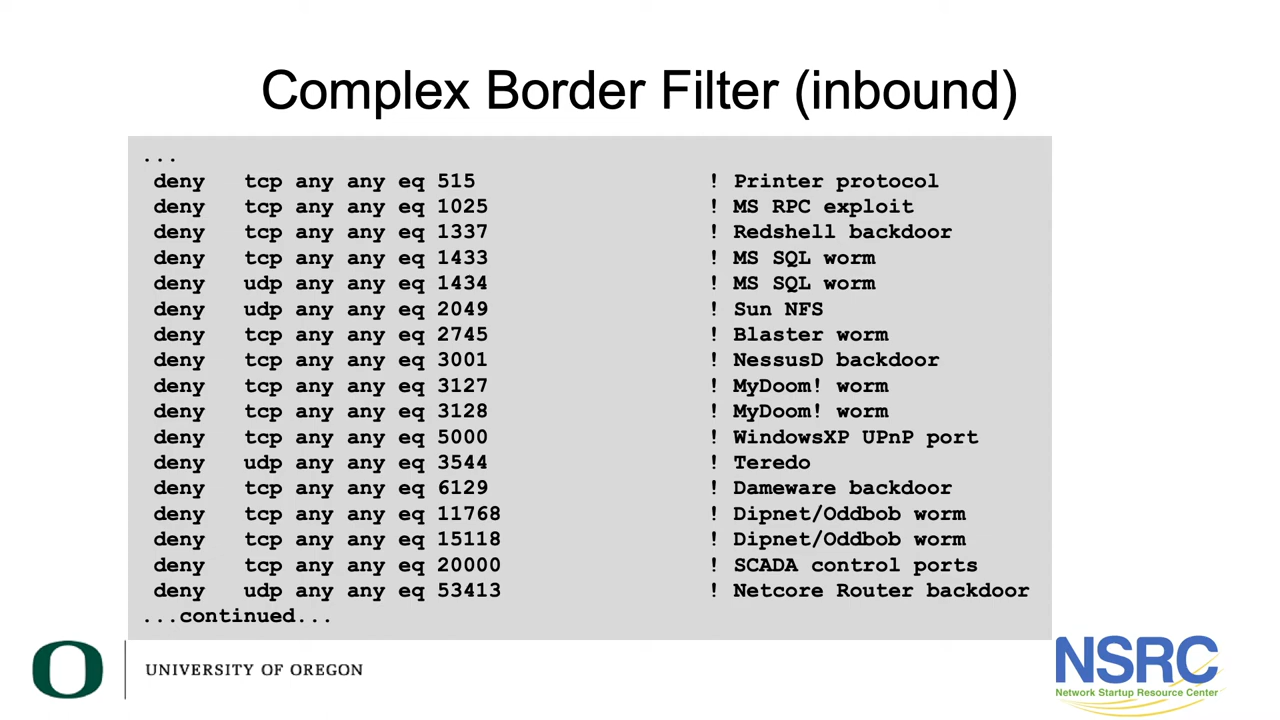 Complex Border Filter (inbound)
...
deny tcp any any eq 515 ! Printer protocol
deny tcp any any eq 1025 ! MS RPC exploit
deny tcp any any eq 1337 ! Redshell backdoor
deny tcp any any eq 1433 ! MS SQL worm
deny udp any any eq 1434 ! MS SQL worm
deny udp any any eq 2049 ! Sun NFS
deny tcp any any eq 2745 ! Blaster worm
deny tcp any any eq 3001 ! NessusD backdoor
deny tcp any any eq 3127 ! MyDoom! worm
deny tcp any any eq 3128 ! MyDoom! worm
deny tcp any any eq 5000 ! WindowsXP UPnP port
deny udp any any eq 3544 ! Teredo
deny tcp any any eq 6129 ! Dameware backdoor
deny tcp any any eq 11768 ! Dipnet/Oddbob worm
deny tcp any any eq 15118 ! Dipnet/Oddbob worm
deny tcp any any eq 20000 ! SCADA control ports
deny udp any any eq 53413 ! Netcore Router backdoor
...continued...
O UNIVERSITY OF OREGON
NSRC
Network Startup Resource Center